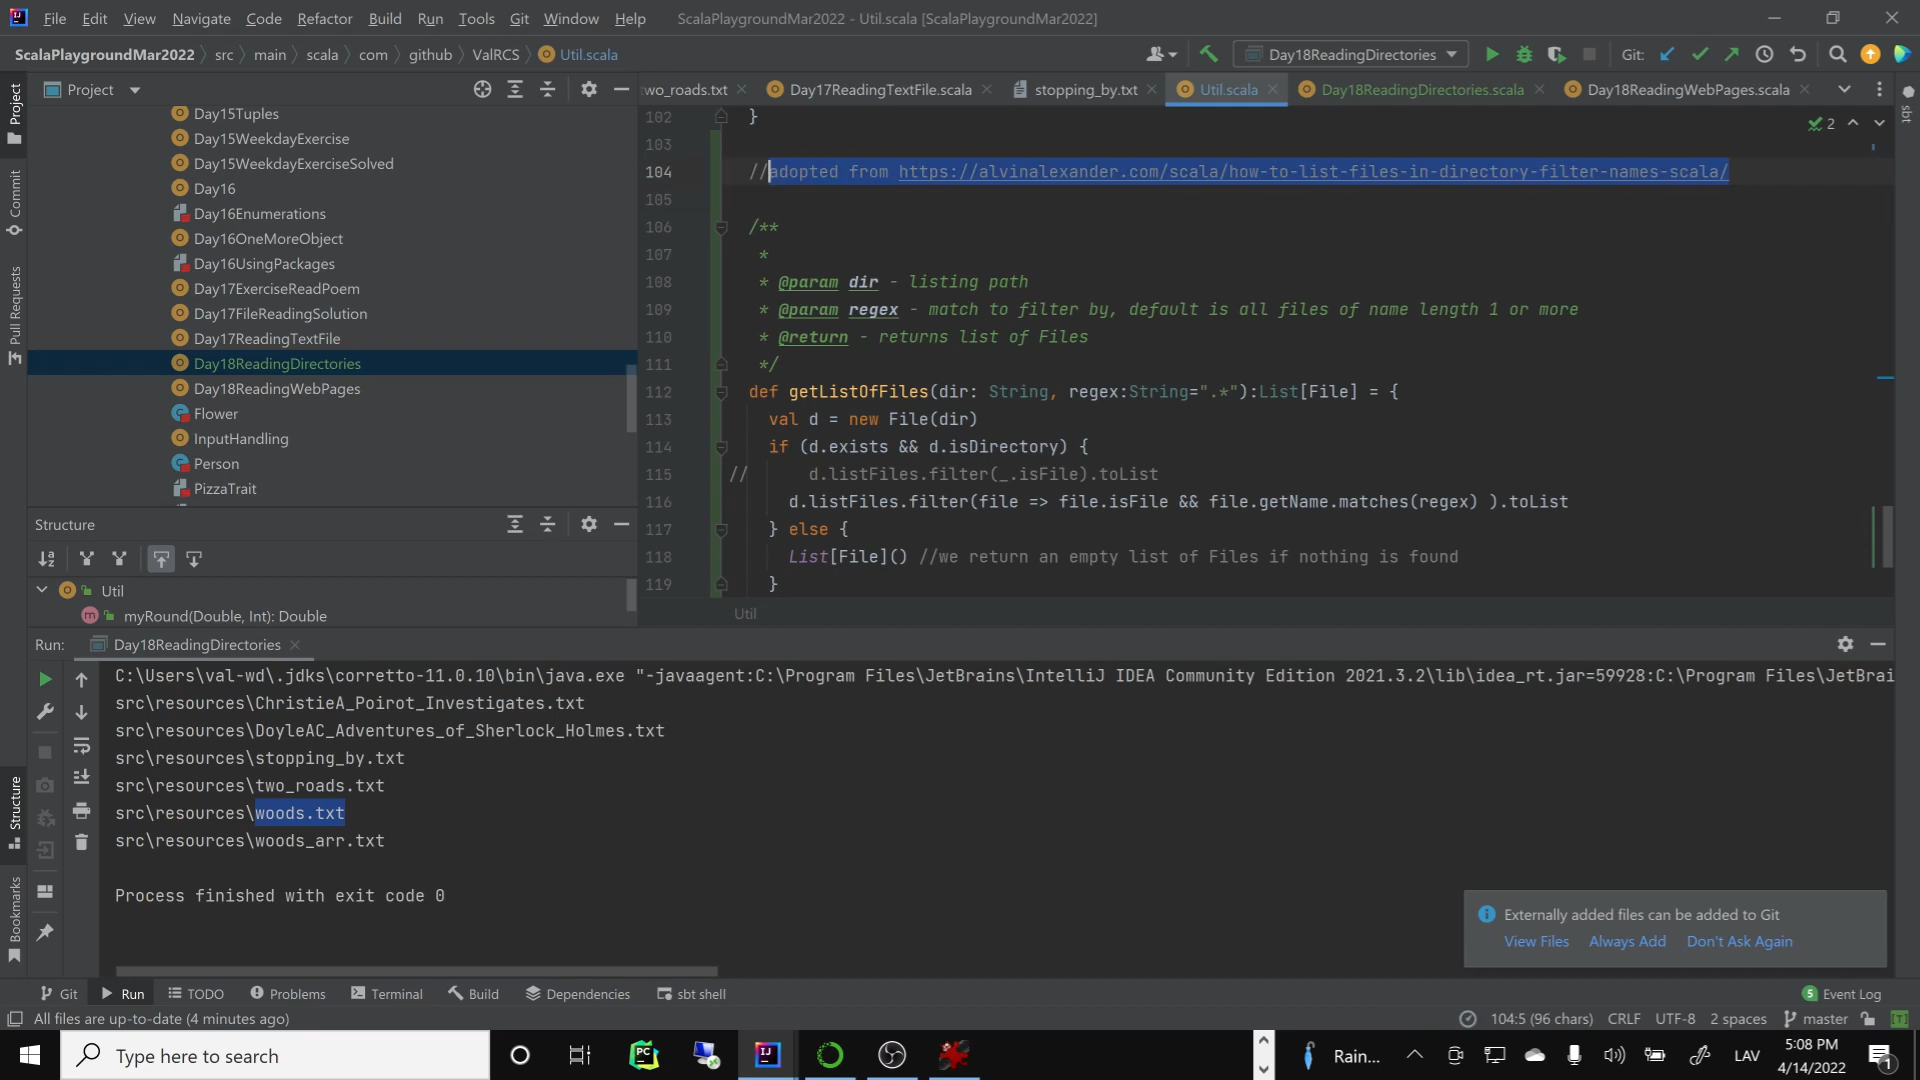 File Edit View Navigate Code Refactor Build Run Tools Git Window Help ScalaPlaygroundMar2022 - Util.scala [ScalaPlaygroundMar2022]
ScalaPlaygroundMar2022 src main scala com github ValRCS Util.scala Day18ReadingDirectories Git:
Project
wo_roads.txt Day17ReadingTextFile.scala stopping_by.txt Util.scala Day18ReadingDirectories.scala Day18ReadingWebPages.scala
Project
Commit
Pull Requests
Structure
Bookmarks
sbt
Day15Tuples
Day15WeekdayExercise
Day15WeekdayExerciseSolved
Day16
Day16Enumerations
Day16OneMoreObject
Day16UsingPackages
Day17ExerciseReadPoem
Day17FileReadingSolution
Day17ReadingTextFile
Day18ReadingDirectories
Day18ReadingWebPages
Flower
InputHandling
Person
PizzaTrait
Structure
Util
myRound(Double, Int): Double
2
102 }
103
104 //adopted from https://alvinalexander.com/scala/how-to-list-files-in-directory-filter-names-scala/
105
106 /**
107 *
108 * @param dir - listing path
109 * @param regex - match to filter by, default is all files of name length 1 or more
110 * @return - returns list of Files
111 */
112 def getListOfFiles(dir: String, regex:String=".*"):List[File] = {
113 val d = new File(dir)
114 if (d.exists && d.isDirectory) {
115 // d.listFiles.filter(_.isFile).toList
116 d.listFiles.filter(file => file.isFile && file.getName.matches(regex) ).toList
117 } else {
118 List[File]() //we return an empty list of Files if nothing is found
119 }
Util
Run: Day18ReadingDirectories
C:\Users\val-wd\.jdks\corretto-11.0.10\bin\java.exe "-javaagent:C:\Program Files\JetBrains\IntelliJ IDEA Community Edition 2021.3.2\lib\idea_rt.jar=59928:C:\Program Files\JetBrai
src\resources\ChristieA_Poirot_Investigates.txt
src\resources\DoyleAC_Adventures_of_Sherlock_Holmes.txt
src\resources\stopping_by.txt
src\resources\two_roads.txt
src\resources\woods.txt
src\resources\woods_arr.txt
Process finished with exit code 0
Externally added files can be added to Git
View Files Always Add Don't Ask Again
Git Run TODO Problems Terminal Build Dependencies sbt shell 5 Event Log
All files are up-to-date (4 minutes ago) 104:5 (96 chars) CRLF UTF-8 2 spaces master
Type here to search
Rain... LAV
5:08 PM
4/14/2022
1